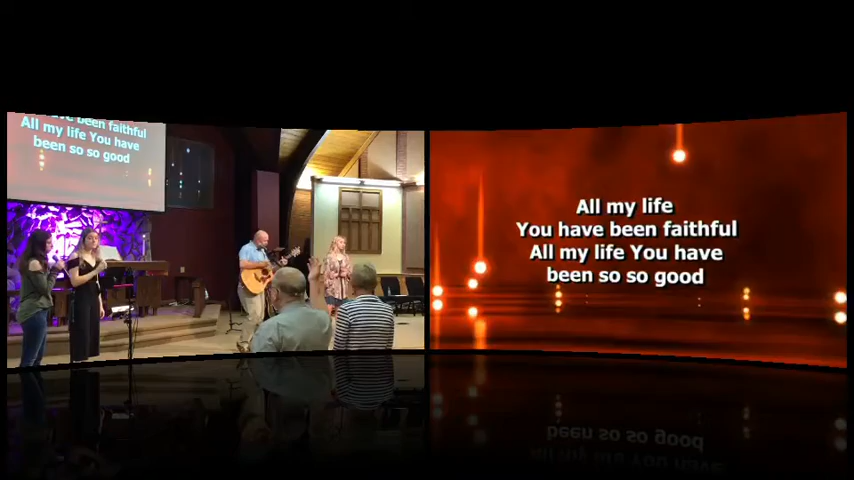 have been faithful
All my life You have
been so, so good
All my life
You have been faithful
All my life You have
been so so good